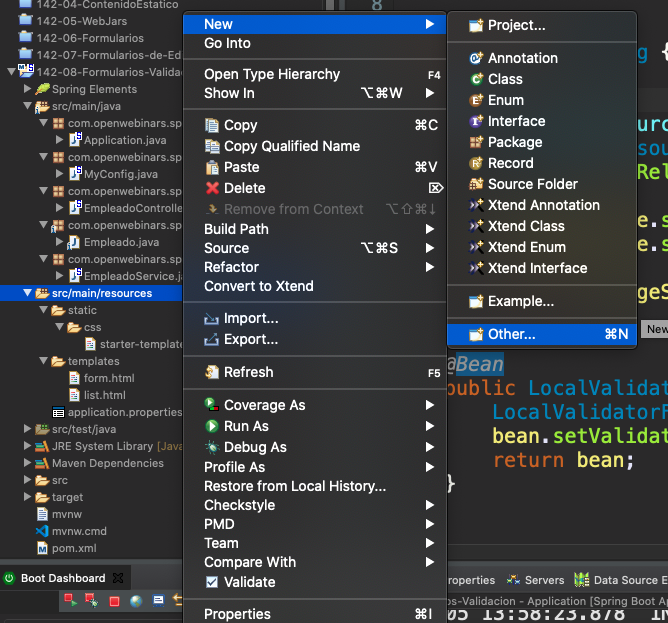 142-04-ContenidoEstatico
142-05-WebJars
142-06-Formularios
142-07-Formularios-de-Ed
142-08-Formularios-Valida
Spring Elements
src/main/java
com.openwebinars.sp
Application.java
com.openwebinars.sp
MyConfig.java
com.openwebinars.sp
EmpleadoControlle
com.openwebinars.sp
Empleado.java
com.openwebinars.sp
EmpleadoService.ja
src/main/resources
static
css
starter-template
templates
form.html
list.html
application.properties
src/test/java
JRE System Library [Java
Maven Dependencies
src
target
mvnw
mvnw.cmd
pom.xml
Boot Dashboard
New
Go Into
Open Type Hierarchy F4
Show In ⌥⌘W
Copy ⌘C
Copy Qualified Name
Paste ⌘V
Delete ⌦
Remove from Context ⌥⇧⌘↓
Build Path
Source ⌥⌘S
Refactor
Convert to Xtend
Import...
Export...
Refresh F5
Coverage As
Run As
Debug As
Profile As
Restore from Local History...
Checkstyle
PMD
Team
Compare With
Validate
Properties ⌘I
Project...
Annotation
Class
Enum
Interface
Package
Record
Source Folder
Xtend Annotation
Xtend Class
Xtend Enum
Xtend Interface
Example...
Other... ⌘N
New
8
g {
urc
sou
Rel
e.s
e.s
geS
@Bean
public LocalValidat
LocalValidatorF
bean.setValidat
return bean;
}
roperties
Servers
Data Source E
os-Validacion - Application [Spring Boot Ap
05 13:58:23.878 IN